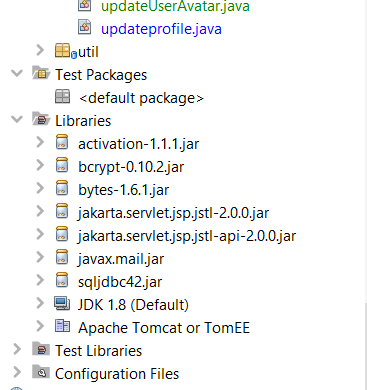 updateUserAvatar.java
updateprofile.java
util
Test Packages
<default package>
Libraries
activation-1.1.1.jar
bcrypt-0.10.2.jar
bytes-1.6.1.jar
jakarta.servlet.jsp.jstl-2.0.0.jar
jakarta.servlet.jsp.jstl-api-2.0.0.jar
javax.mail.jar
sqljdbc42.jar
JDK 1.8 (Default)
Apache Tomcat or TomEE
Test Libraries
Configuration Files